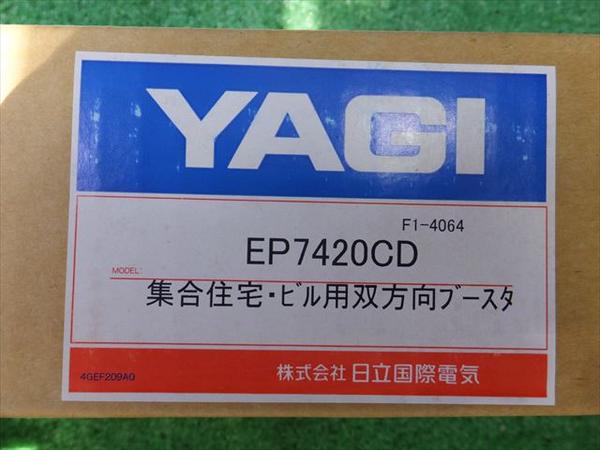 YAGI
F1-4064
EP7420CD
MODEL:
集合住宅・ビル用双方向ブースタ
4GEF209A0
株式会社 日立国際電気